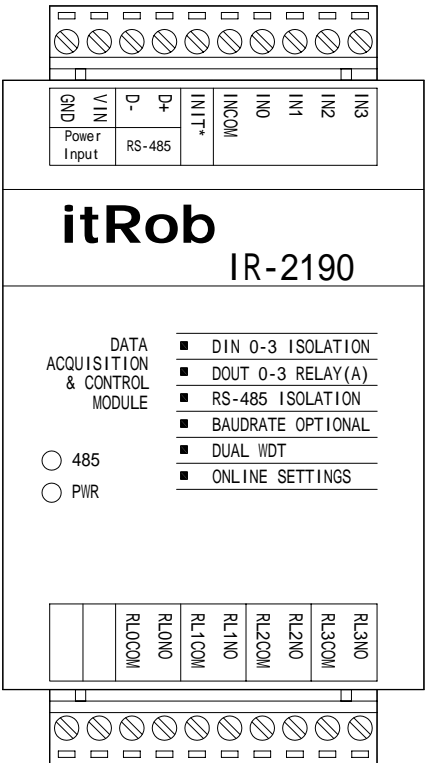 GND VIN D- D+ INIT* INCOM IN0 IN1 IN2 IN3
Power Input
RS-485
itRob
IR-2190
DATA
ACQUISITION
& CONTROL
MODULE
DIN 0-3 ISOLATION
DOUT 0-3 RELAY(A)
RS-485 ISOLATION
BAUDRATE OPTIONAL
DUAL WDT
ONLINE SETTINGS
485
PWR
RL0COM RL0NO RL1COM RL1NO RL2COM RL2NO RL3COM RL3NO